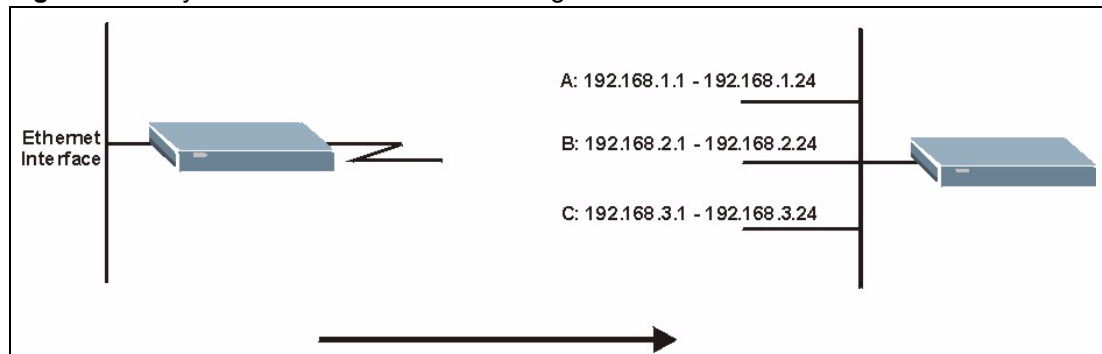 Ethernet
Interface
A: 192.168.1.1 - 192.168.1.24
B: 192.168.2.1 - 192.168.2.24
C: 192.168.3.1 - 192.168.3.24